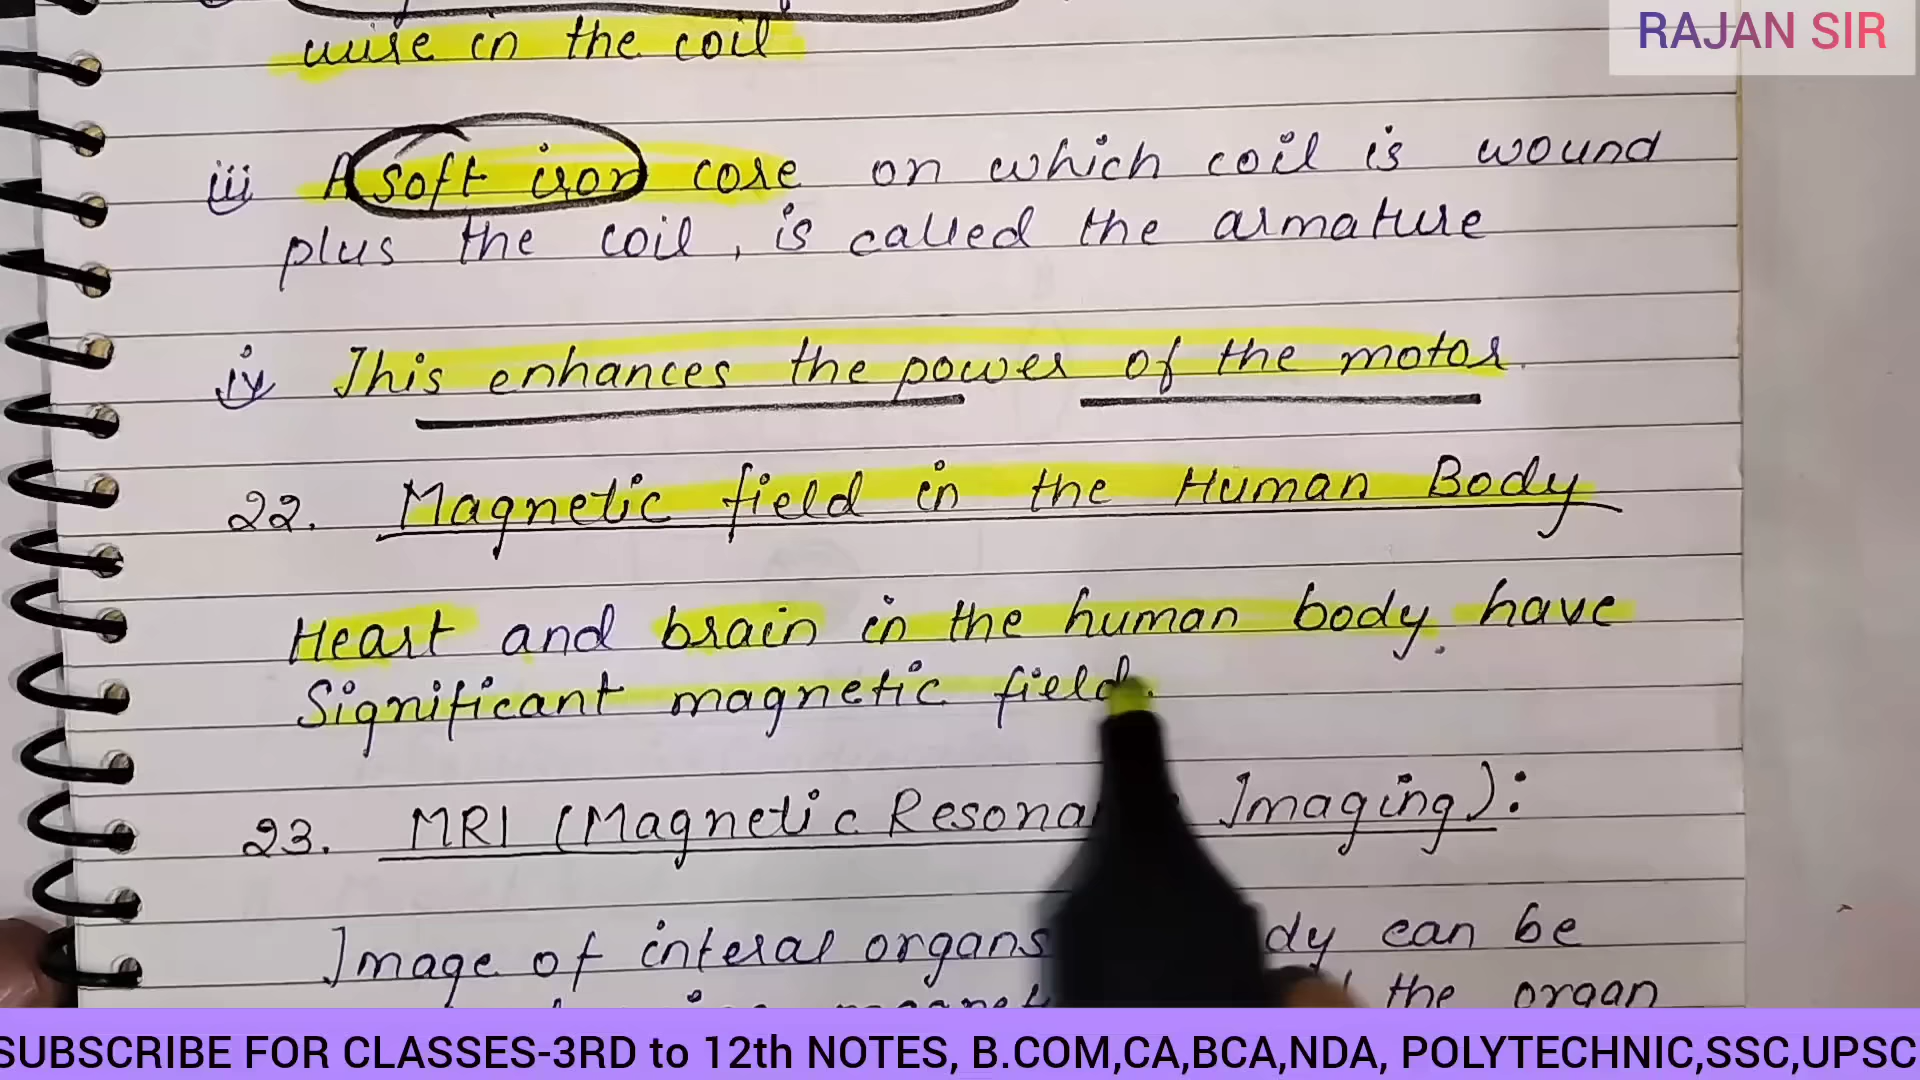 RAJAN SIR
wire in the coil
iii A soft iron core on which coil is wound
plus the coil, is called the armature
iv This enhances the power of the motor.
22. Magnetic field in the Human Body
Heart and brain in the human body. have
Significant magnetic field.
23. MRI (Magnetic Imaging):
Image of interal organs can be
the organ
SUBSCRIBE FOR CLASSES-3RD to 12th NOTES, B.COM,CA,BCA,NDA, POLYTECHNIC,SSC,UPSC